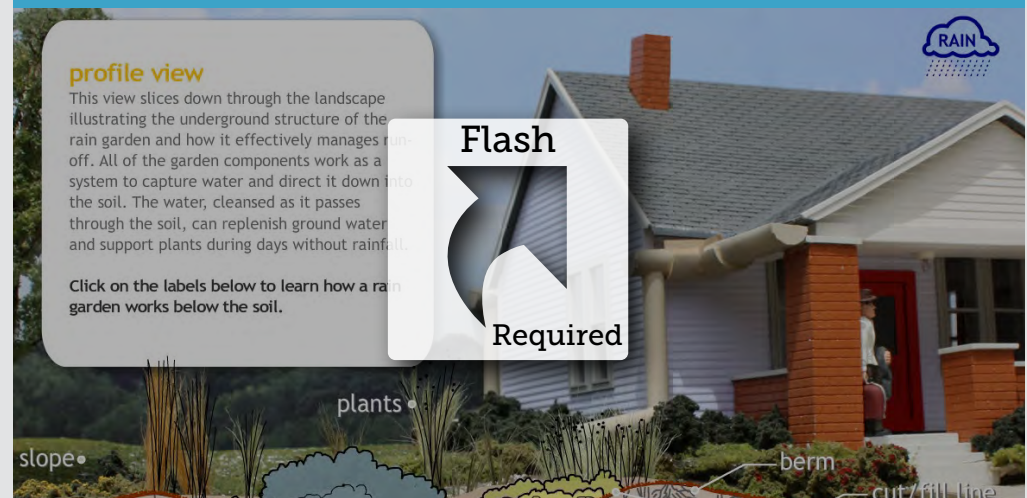 RAIN
profile view
This view slices down through the landscape
illustrating the underground structure of the
rain garden and how it effectively manages run-
off. All of the garden components work as a
system to capture water and direct it down into
the soil. The water, cleansed as it passes
through the soil, can replenish ground water
and support plants during days without rainfall.
Click on the labels below to learn how a rain
garden works below the soil.
Flash
Required
plants
slope
berm
cut/fill line